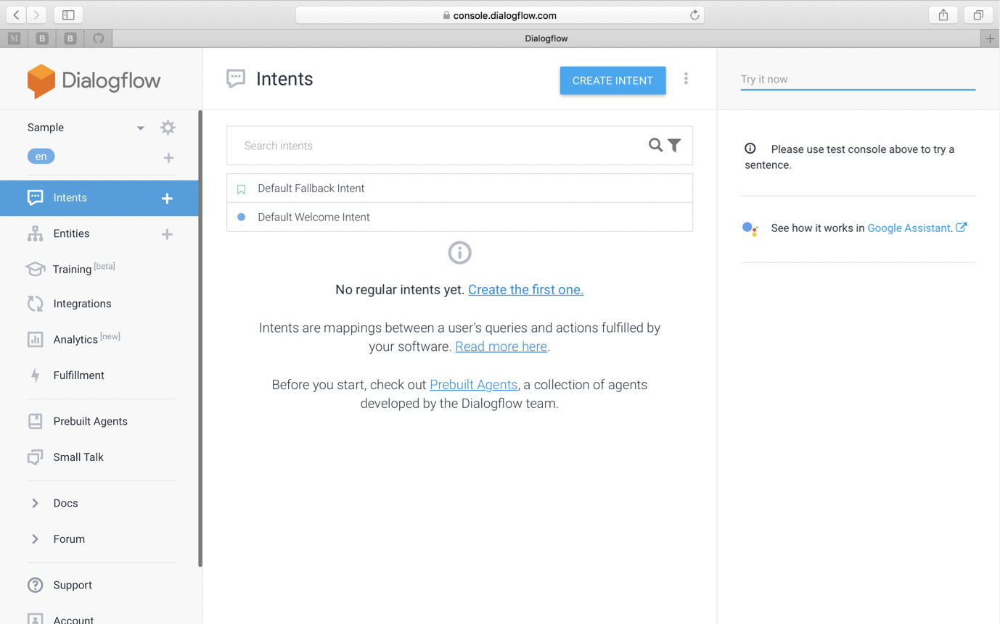 console.dialogflow.com
M
B
B
Dialogflow
Dialogflow
Sample
en
Intents
Entities
Training [beta]
Integrations
Analytics [new]
Fulfillment
Prebuilt Agents
Small Talk
Docs
Forum
Support
Account
Intents
CREATE INTENT
Search intents
Default Fallback Intent
Default Welcome Intent
No regular intents yet. Create the first one.
Intents are mappings between a user's queries and actions fulfilled by
your software. Read more here.
Before you start, check out Prebuilt Agents, a collection of agents
developed by the Dialogflow team.
Try it now
Please use test console above to try a
sentence.
See how it works in Google Assistant.